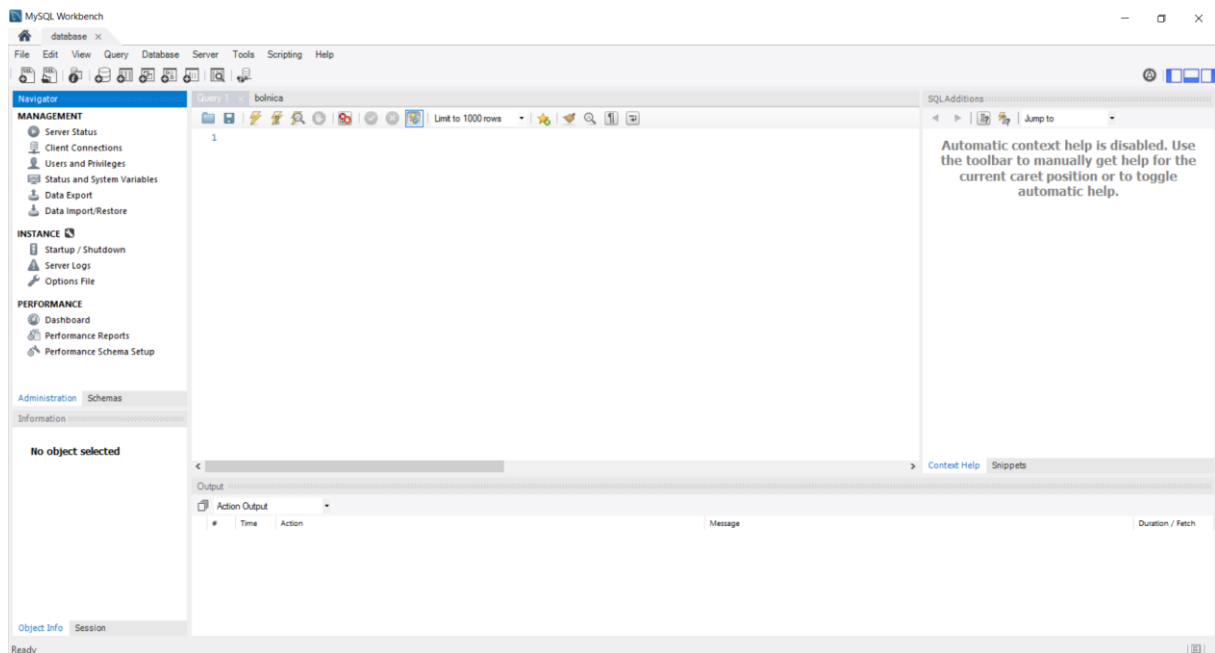 MySQL Workbench
database
File Edit View Query Database Server Tools Scripting Help
Navigator
MANAGEMENT
Server Status
Client Connections
Users and Privileges
Status and System Variables
Data Export
Data Import/Restore
INSTANCE
Startup / Shutdown
Server Logs
Options File
PERFORMANCE
Dashboard
Performance Reports
Performance Schema Setup
Administration Schemas
Information
No object selected
Object Info Session
Query 1 bolnica
Limit to 1000 rows
1
Output
Action Output
# Time Action Message Duration / Fetch
SQLAdditions
Jump to
Automatic context help is disabled. Use
the toolbar to manually get help for the
current caret position or to toggle
automatic help.
Context Help Snippets
Ready